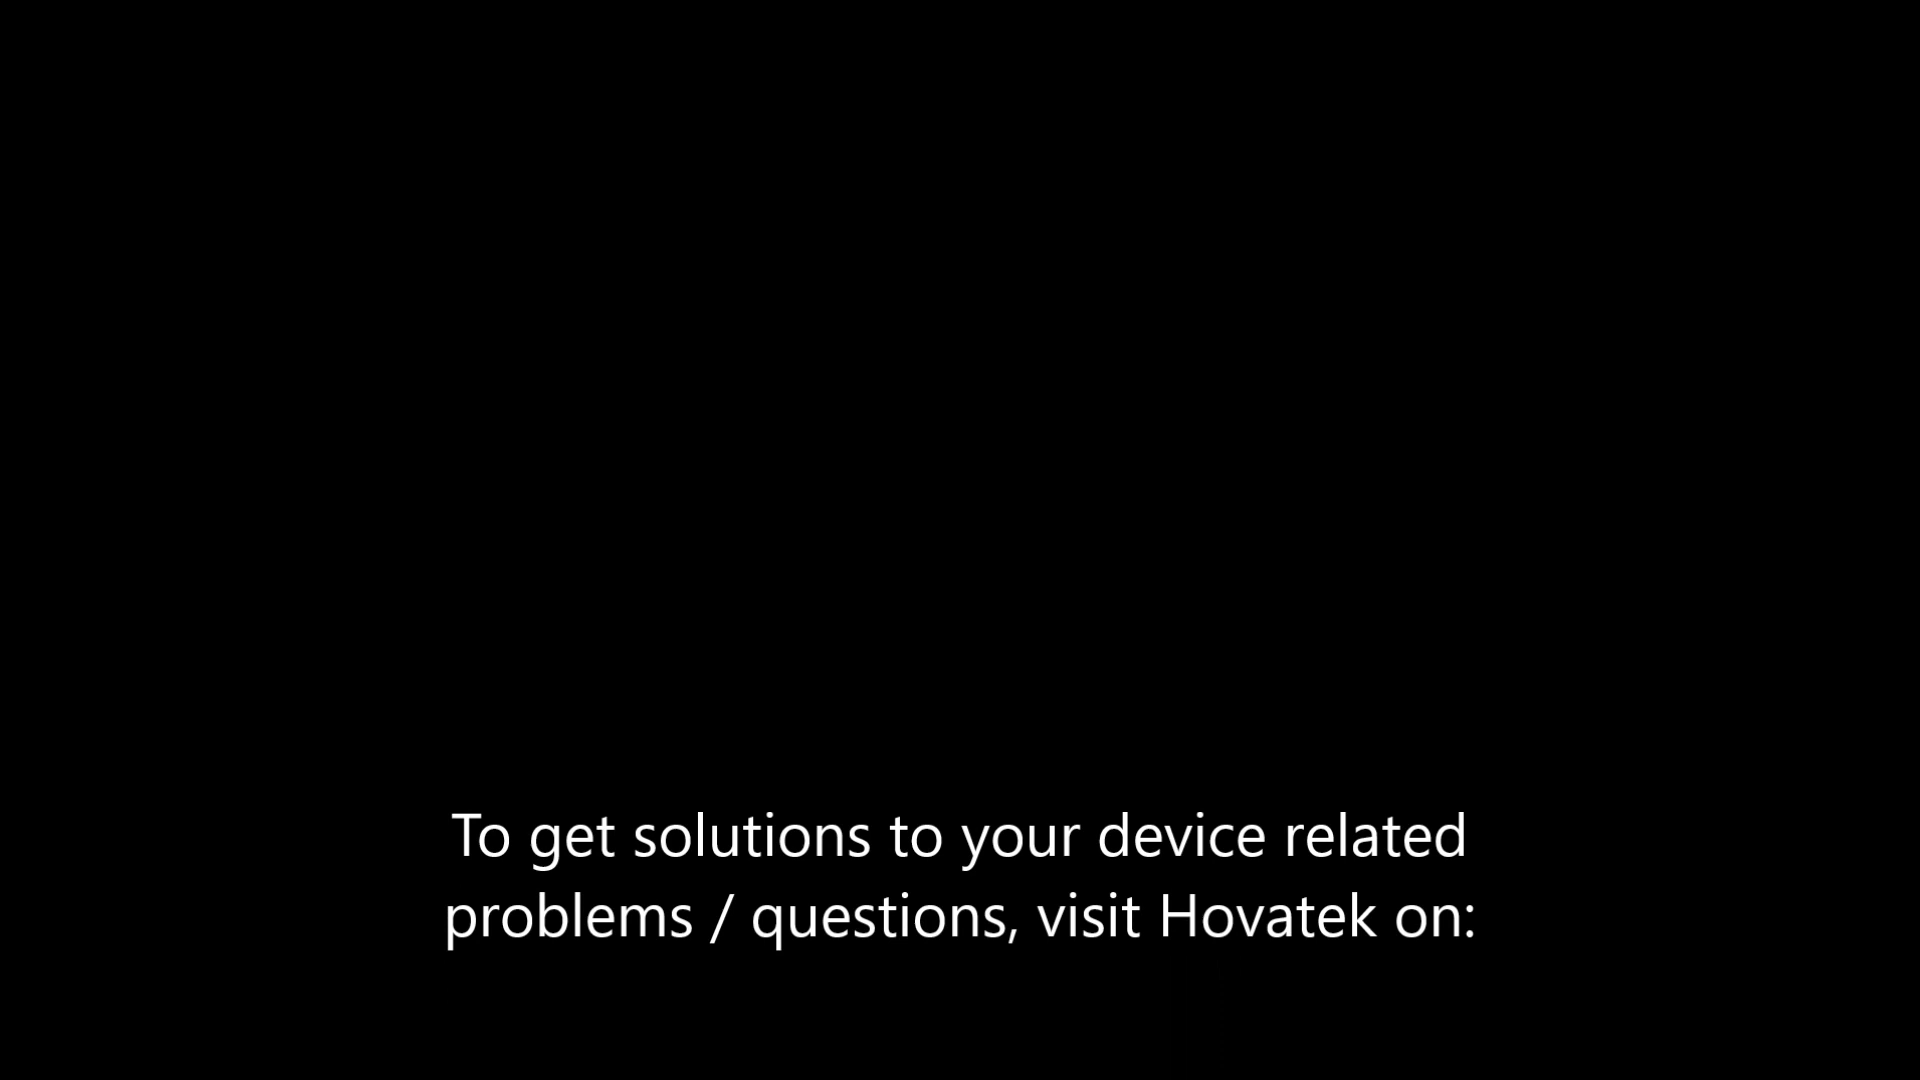 To get solutions to your device related
problems / questions, visit Hovatek on: